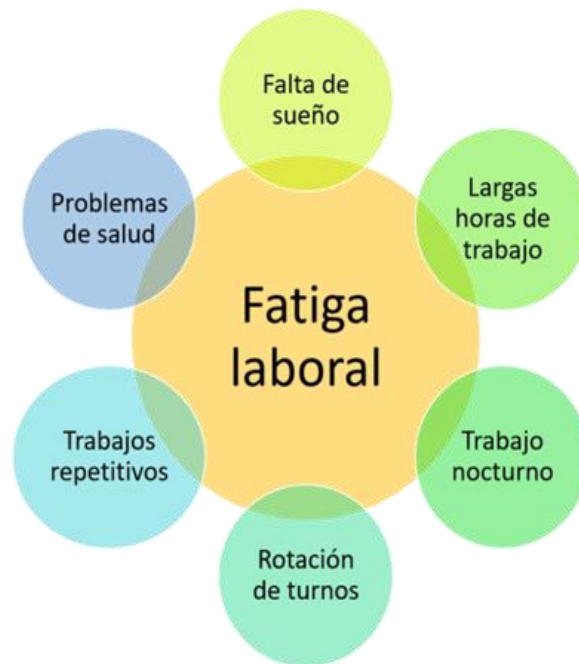 Falta de
sueño
Largas
horas de
trabajo
Trabajo
nocturno
Rotación
de turnos
Trabajos
repetitivos
Problemas
de salud
Fatiga
laboral